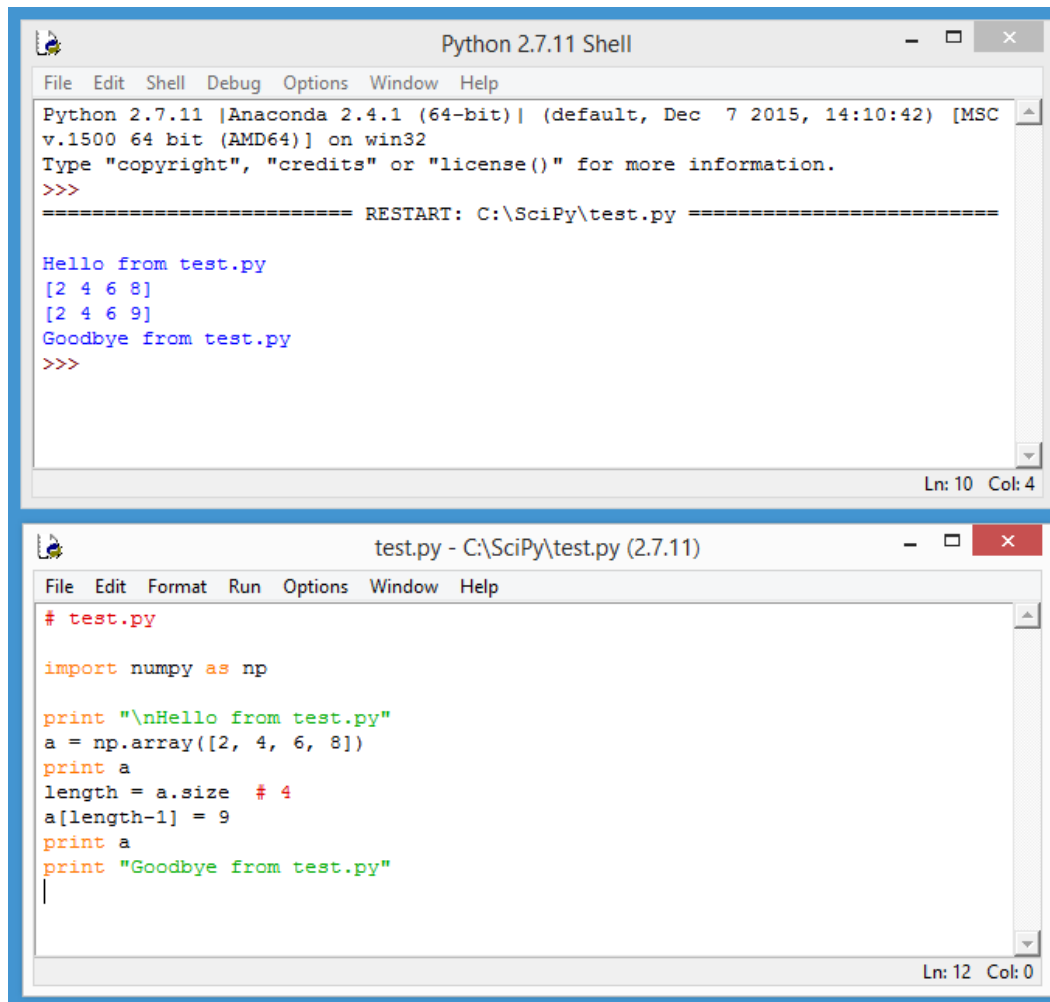 Python 2.7.11 Shell
File Edit Shell Debug Options Window Help
Python 2.7.11 |Anaconda 2.4.1 (64-bit)| (default, Dec  7 2015, 14:10:42) [MSC
v.1500 64 bit (AMD64)] on win32
Type "copyright", "credits" or "license()" for more information.
>>>
========================= RESTART: C:\SciPy\test.py =========================
Hello from test.py
[2 4 6 8]
[2 4 6 9]
Goodbye from test.py
>>>
Ln: 10 Col: 4
test.py - C:\SciPy\test.py (2.7.11)
File Edit Format Run Options Window Help
# test.py
import numpy as np
print "\nHello from test.py"
a = np.array([2, 4, 6, 8])
print a
length = a.size  # 4
a[length-1] = 9
print a
print "Goodbye from test.py"
Ln: 12 Col: 0